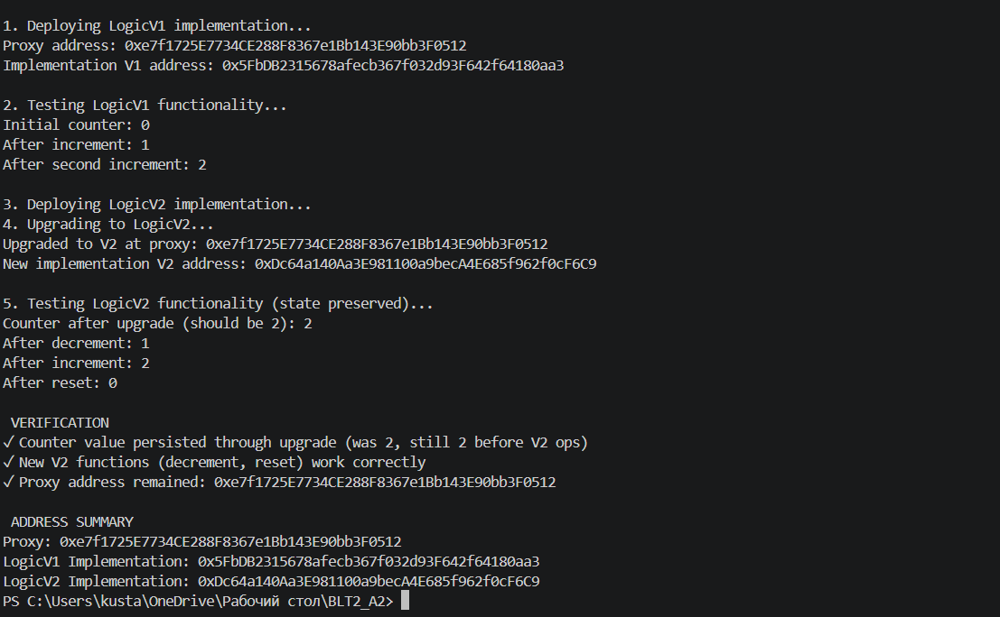 1. Deploying LogicV1 implementation...
Proxy address: 0xe7f1725E7734CE288F8367e1Bb143E90bb3F0512
Implementation V1 address: 0x5FbDB2315678afecb367f032d93F642f64180aa3
2. Testing LogicV1 functionality...
Initial counter: 0
After increment: 1
After second increment: 2
3. Deploying LogicV2 implementation...
4. Upgrading to LogicV2...
Upgraded to V2 at proxy: 0xe7f1725E7734CE288F8367e1Bb143E90bb3F0512
New implementation V2 address: 0xDc64a140Aa3E981100a9becA4E685f962f0cF6C9
5. Testing LogicV2 functionality (state preserved)...
Counter after upgrade (should be 2): 2
After decrement: 1
After increment: 2
After reset: 0
VERIFICATION
✓ Counter value persisted through upgrade (was 2, still 2 before V2 ops)
✓ New V2 functions (decrement, reset) work correctly
✓ Proxy address remained: 0xe7f1725E7734CE288F8367e1Bb143E90bb3F0512
ADDRESS SUMMARY
Proxy: 0xe7f1725E7734CE288F8367e1Bb143E90bb3F0512
LogicV1 Implementation: 0x5FbDB2315678afecb367f032d93F642f64180aa3
LogicV2 Implementation: 0xDc64a140Aa3E981100a9becA4E685f962f0cF6C9
PS C:\Users\kusta\OneDrive\Рабочий стол\BLT2_A2>